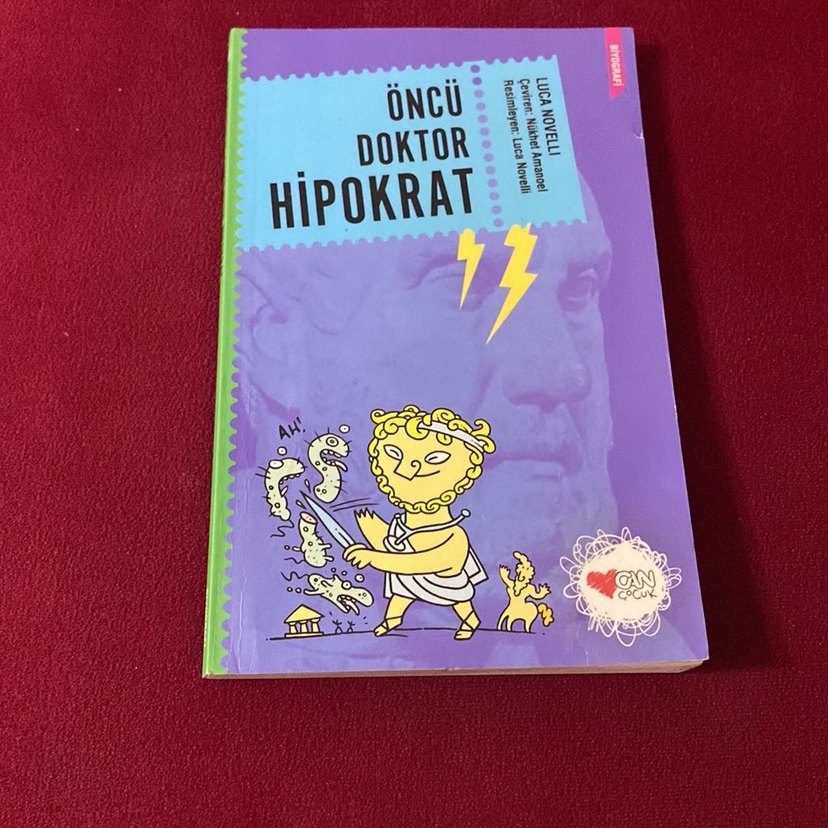 BİYOGRAFİ
ÖNCÜ
DOKTOR
HİPOKRAT
LUCA NOVELLI
Çeviren: Nükhet Amanoel
Resimleyen: Luca Novelli
AH!
CAN
ÇOCUK